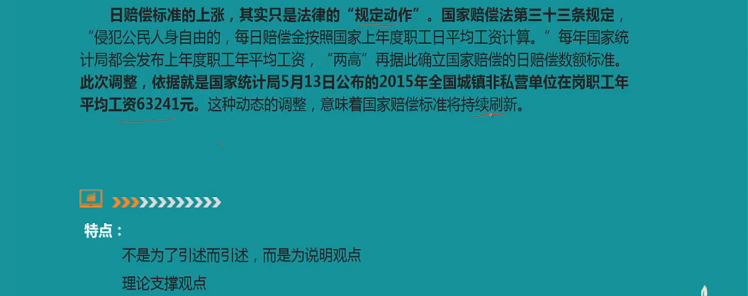 日赔偿标准的上涨，其实只是法律的“规定动作”。国家赔偿法第三十三条规定，
“侵犯公民人身自由的，每日赔偿金按照国家上年度职工日平均工资计算。”每年国家统
计局都会发布上年度职工年平均工资，“两高”再据此确立国家赔偿的日赔偿数额标准。
此次调整，依据就是国家统计局5月13日公布的2015年全国城镇非私营单位在岗职工年
平均工资63241元。这种动态的调整，意味着国家赔偿标准将持续刷新。
特点：
不是为了引述而引述，而是为说明观点
理论支撑观点